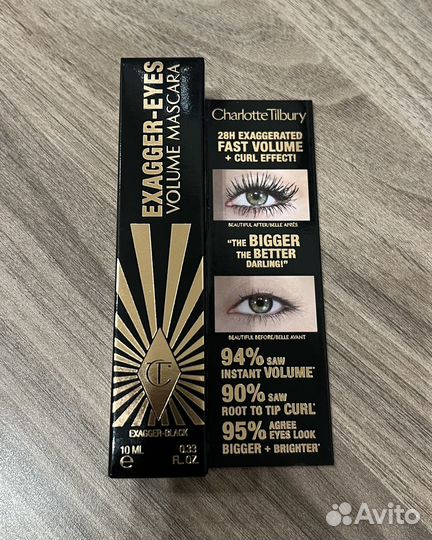 EXAGGER-EYES
VOLUME MASCARA
CT
EXAGGER-BLACK
10 ML
0.33
FL.OZ.
e
Charlotte Tilbury
28H EXAGGERATED
FAST VOLUME
+ CURL EFFECT!
BEAUTIFUL AFTER/BELLE APRÈS
"THE BIGGER
THE BETTER
DARLING!"
BEAUTIFUL BEFORE/BELLE AVANT
94% SAW
INSTANT VOLUME*
90% SAW
ROOT TO TIP CURL*
95% AGREE
EYES LOOK
BIGGER + BRIGHTER*
Avito